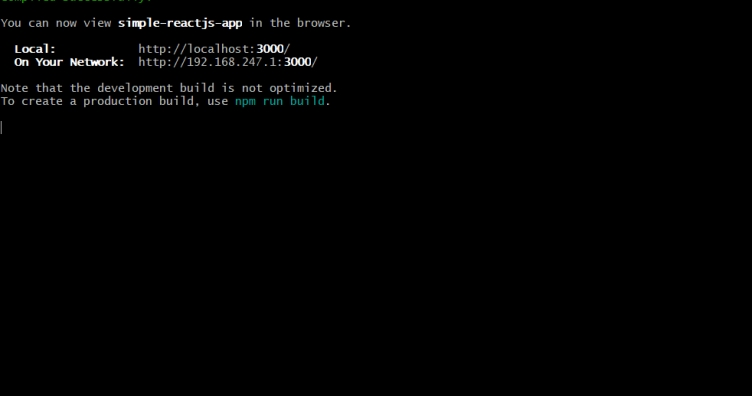 Compiled successfully!
You can now view simple-reactjs-app in the browser.
Local: http://localhost:3000/
On Your Network: http://192.168.247.1:3000/
Note that the development build is not optimized.
To create a production build, use npm run build.